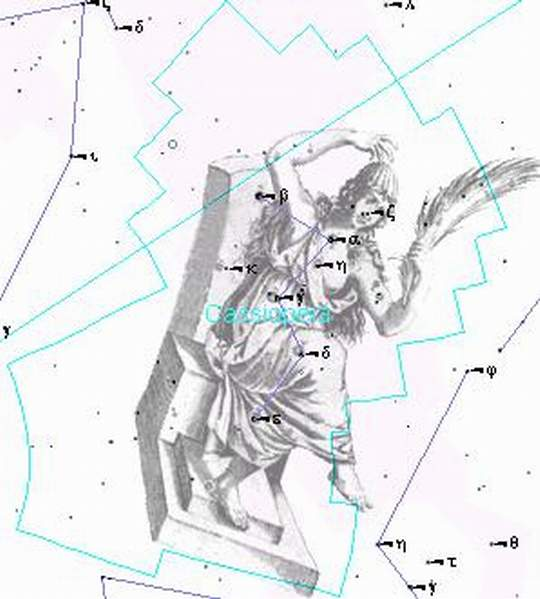 ζ
λ
δ
ι
β
ζ
α
κ
η
γ
Cassiopeia
γ
δ
φ
ε
η
θ
τ
χ